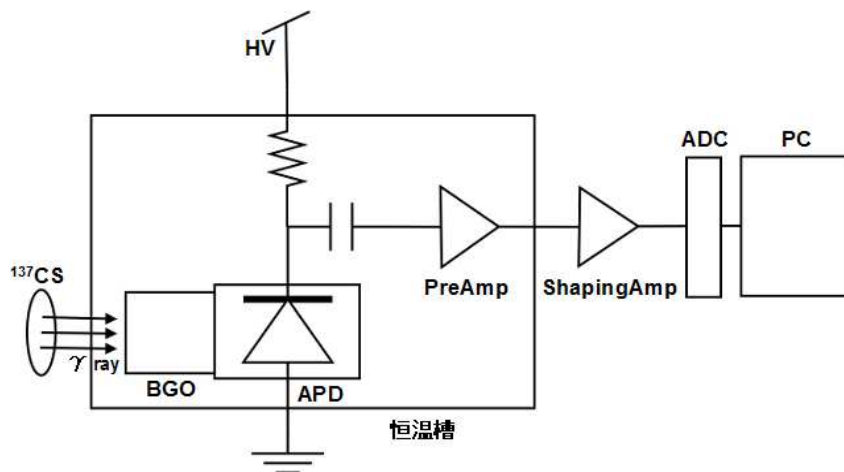 HV
ADC
PC
¹³⁷CS
PreAmp
ShapingAmp
γ ray
BGO
APD
恒温槽